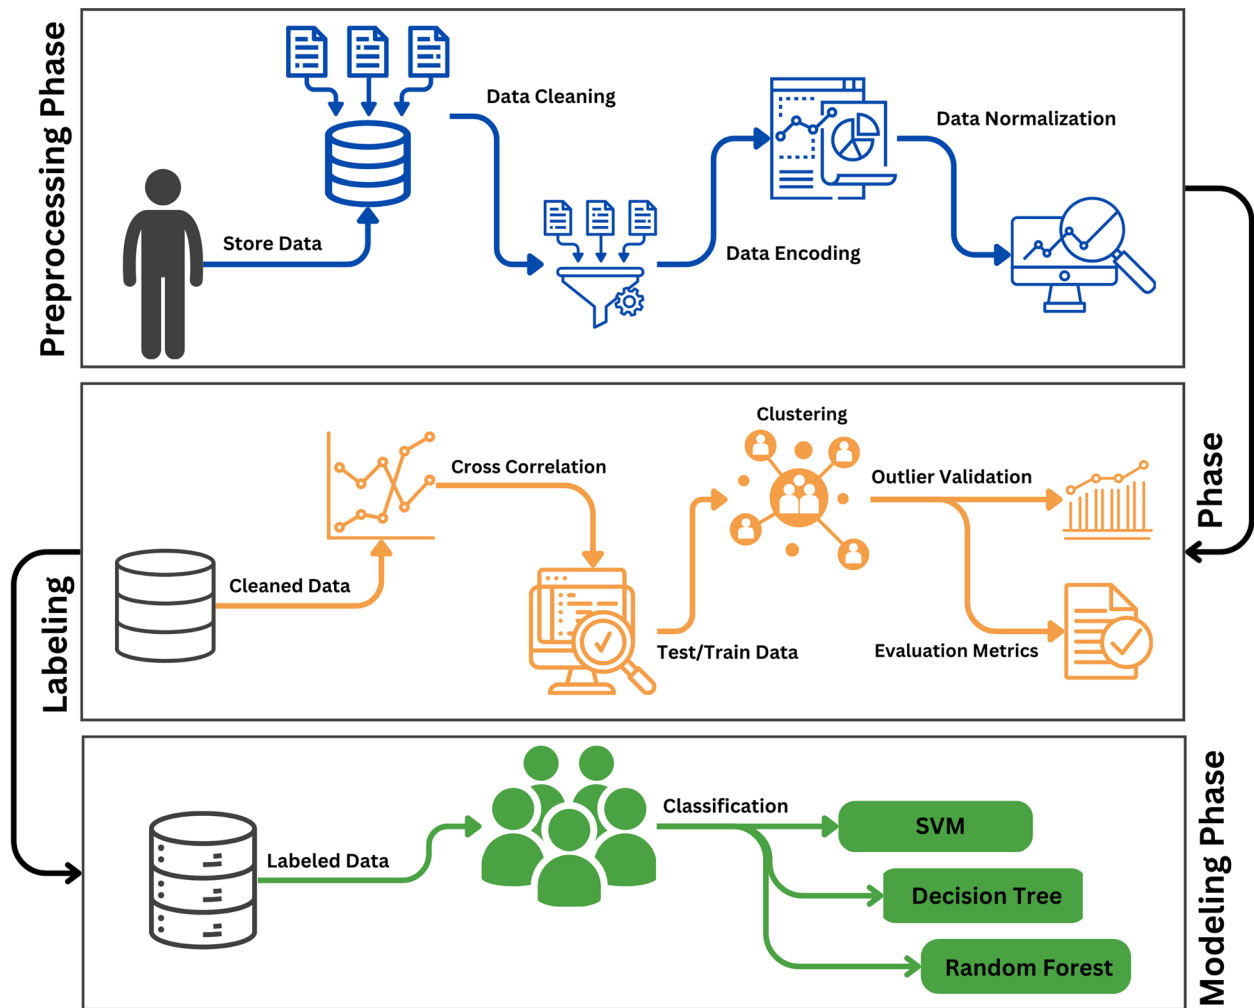 Preprocessing Phase
Store Data
Data Cleaning
Data Encoding
Data Normalization
Labeling
Phase
Cleaned Data
Cross Correlation
Test/Train Data
Clustering
Outlier Validation
Evaluation Metrics
Modeling Phase
Labeled Data
Classification
SVM
Decision Tree
Random Forest